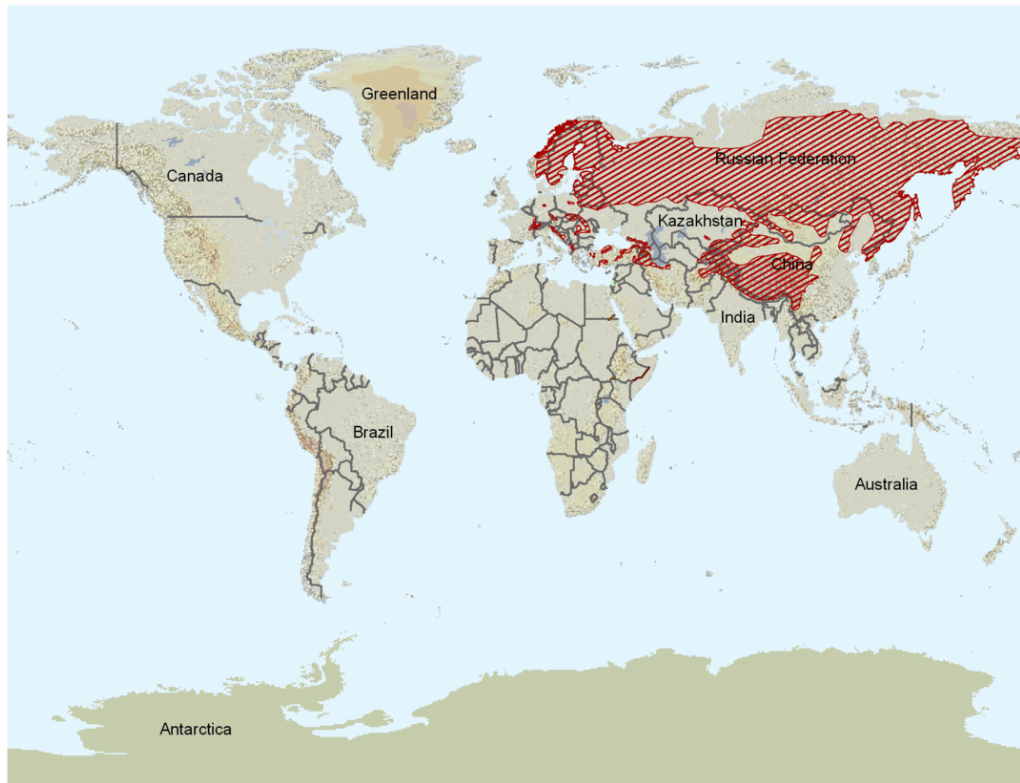 Greenland
Canada
Russian Federation
Kazakhstan
China
India
Brazil
Australia
Antarctica